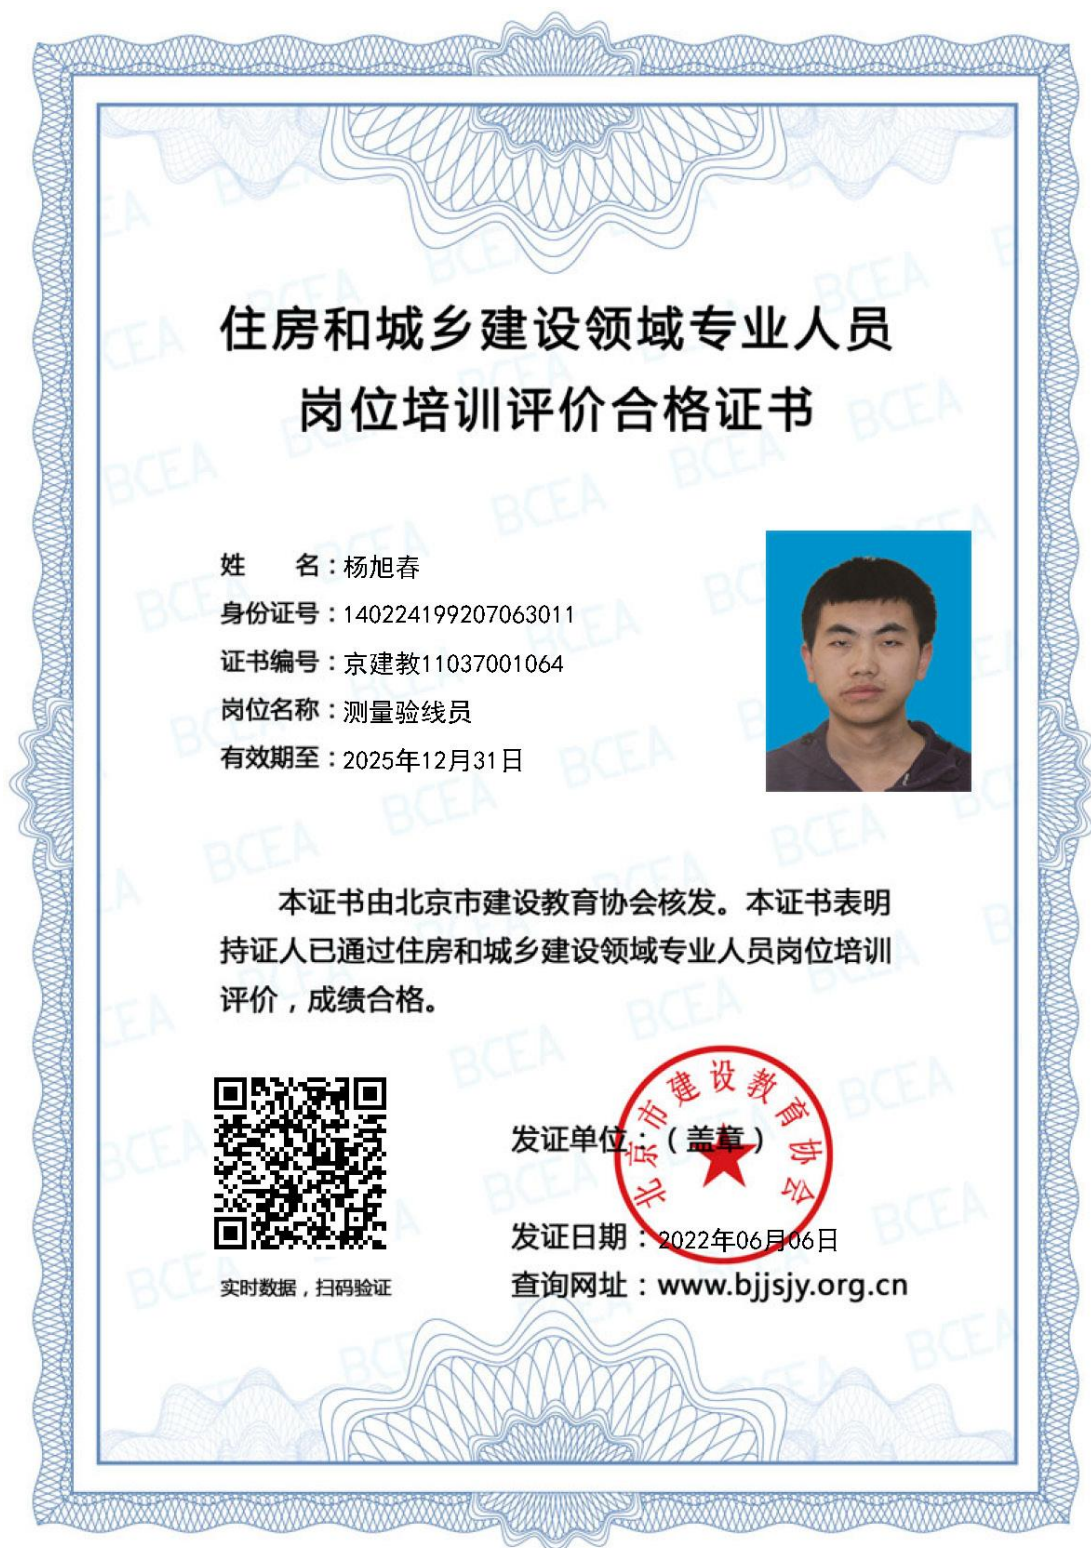 住房和城乡建设领域专业人员
岗位培训评价合格证书
姓 名：杨旭春
身份证号：140224199207063011
证书编号：京建教11037001064
岗位名称：测量验线员
有效期至：2025年12月31日
本证书由北京市建设教育协会核发。本证书表明
持证人已通过住房和城乡建设领域专业人员岗位培训
评价，成绩合格。
北京市建设教育协会
发证单位：（盖章）
发证日期：2022年06月06日
实时数据，扫码验证
查询网址：www.bjjsjy.org.cn
BCEA